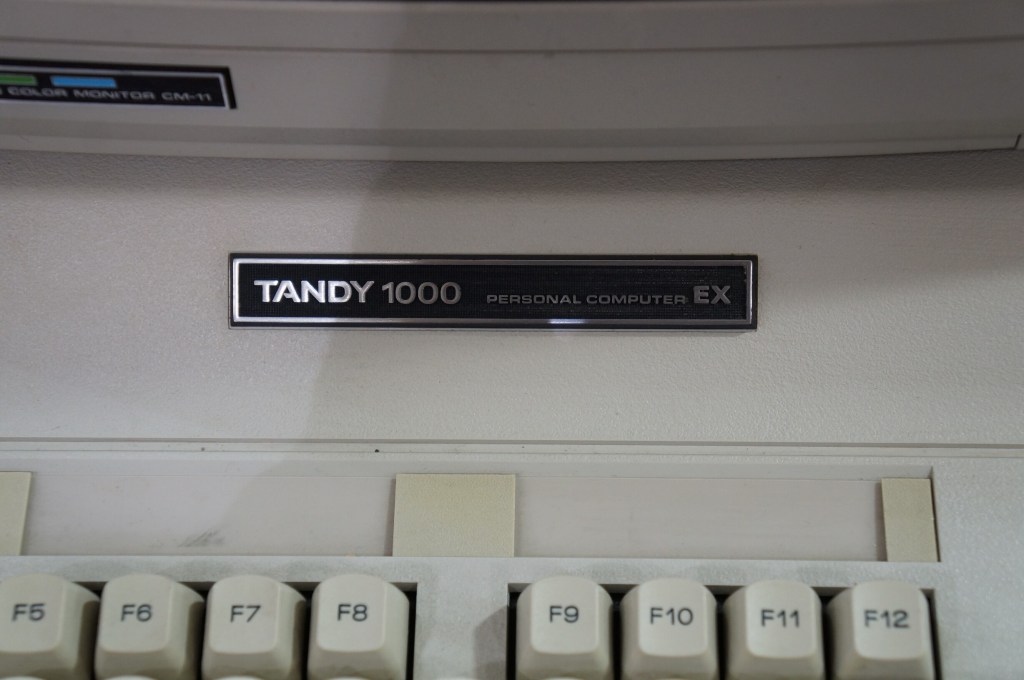 COLOR MONITOR CM-11
TANDY 1000 PERSONAL COMPUTER EX
F5 F6 F7 F8 F9 F10 F11 F12